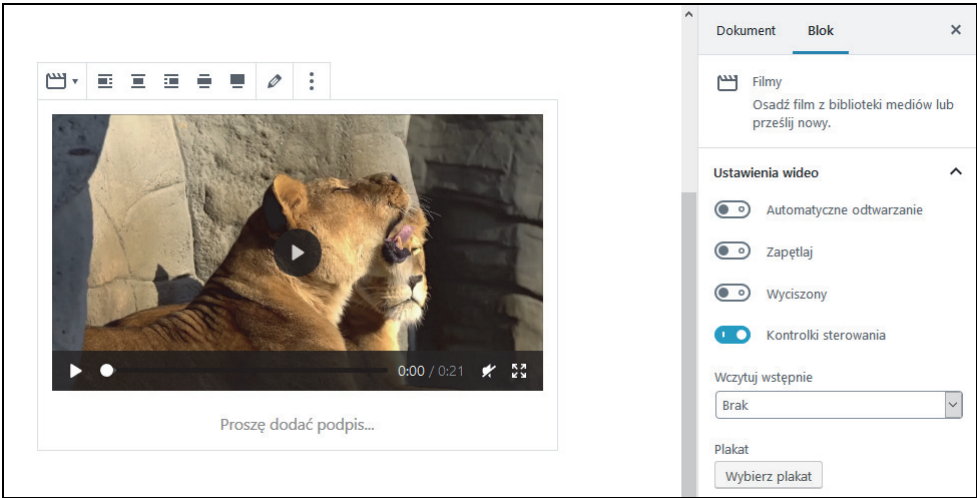 Dokument Blok
Filmy
Osadź film z biblioteki mediów lub
prześlij nowy.
Ustawienia wideo
Automatyczne odtwarzanie
Zapętlaj
Wyciszony
Kontrolki sterowania
Wczytuj wstępnie
Brak
Plakat
Wybierz plakat
0:00 / 0:21
Proszę dodać podpis...